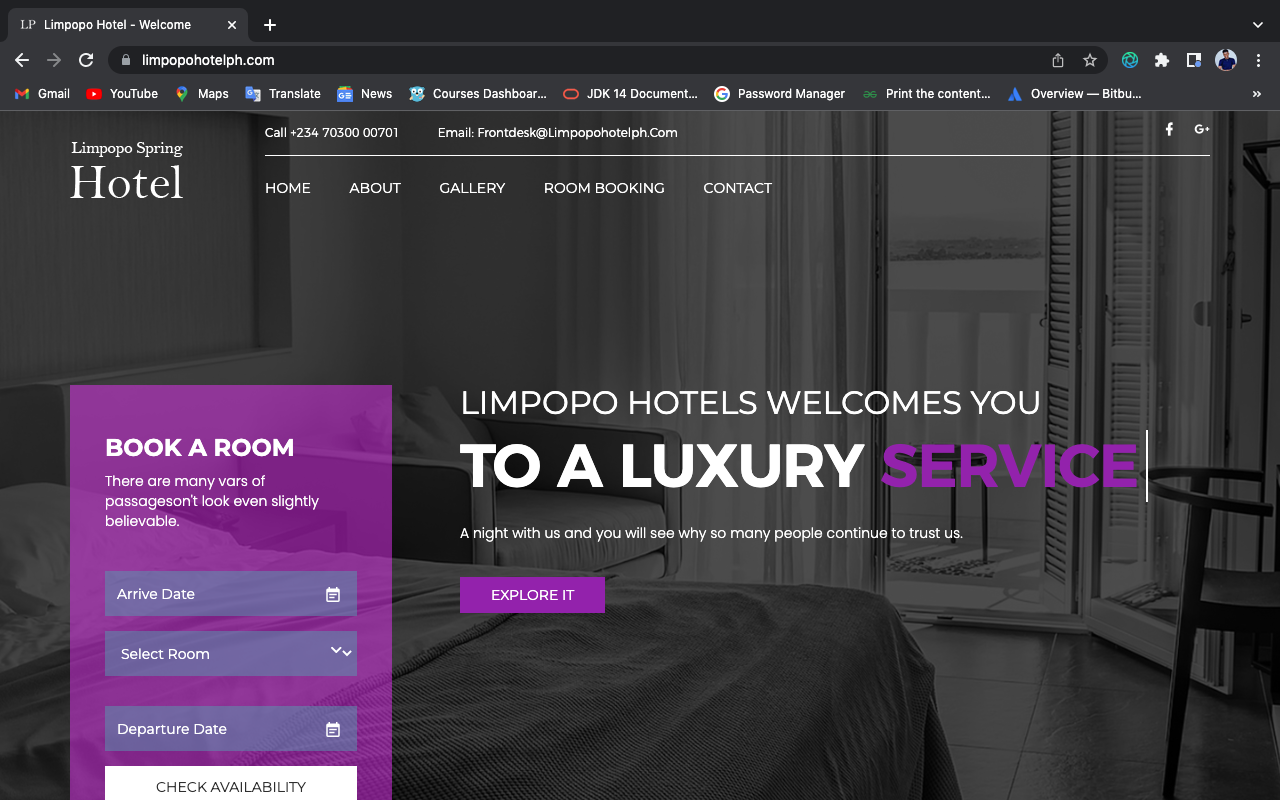 LP Limpopo Hotel - Welcome
limpopohotelph.com
Gmail YouTube Maps Translate News Courses Dashboar... JDK 14 Document... Password Manager Print the content... Overview — Bitbu... »
Call +234 70300 00701 Email: Frontdesk@Limpopohotelph.Com
Limpopo Spring
Hotel
HOME ABOUT GALLERY ROOM BOOKING CONTACT
LIMPOPO HOTELS WELCOMES YOU
TO A LUXURY SERVICE
A night with us and you will see why so many people continue to trust us.
EXPLORE IT
BOOK A ROOM
There are many vars of
passageson't look even slightly
believable.
Arrive Date
Select Room
Departure Date
CHECK AVAILABILITY